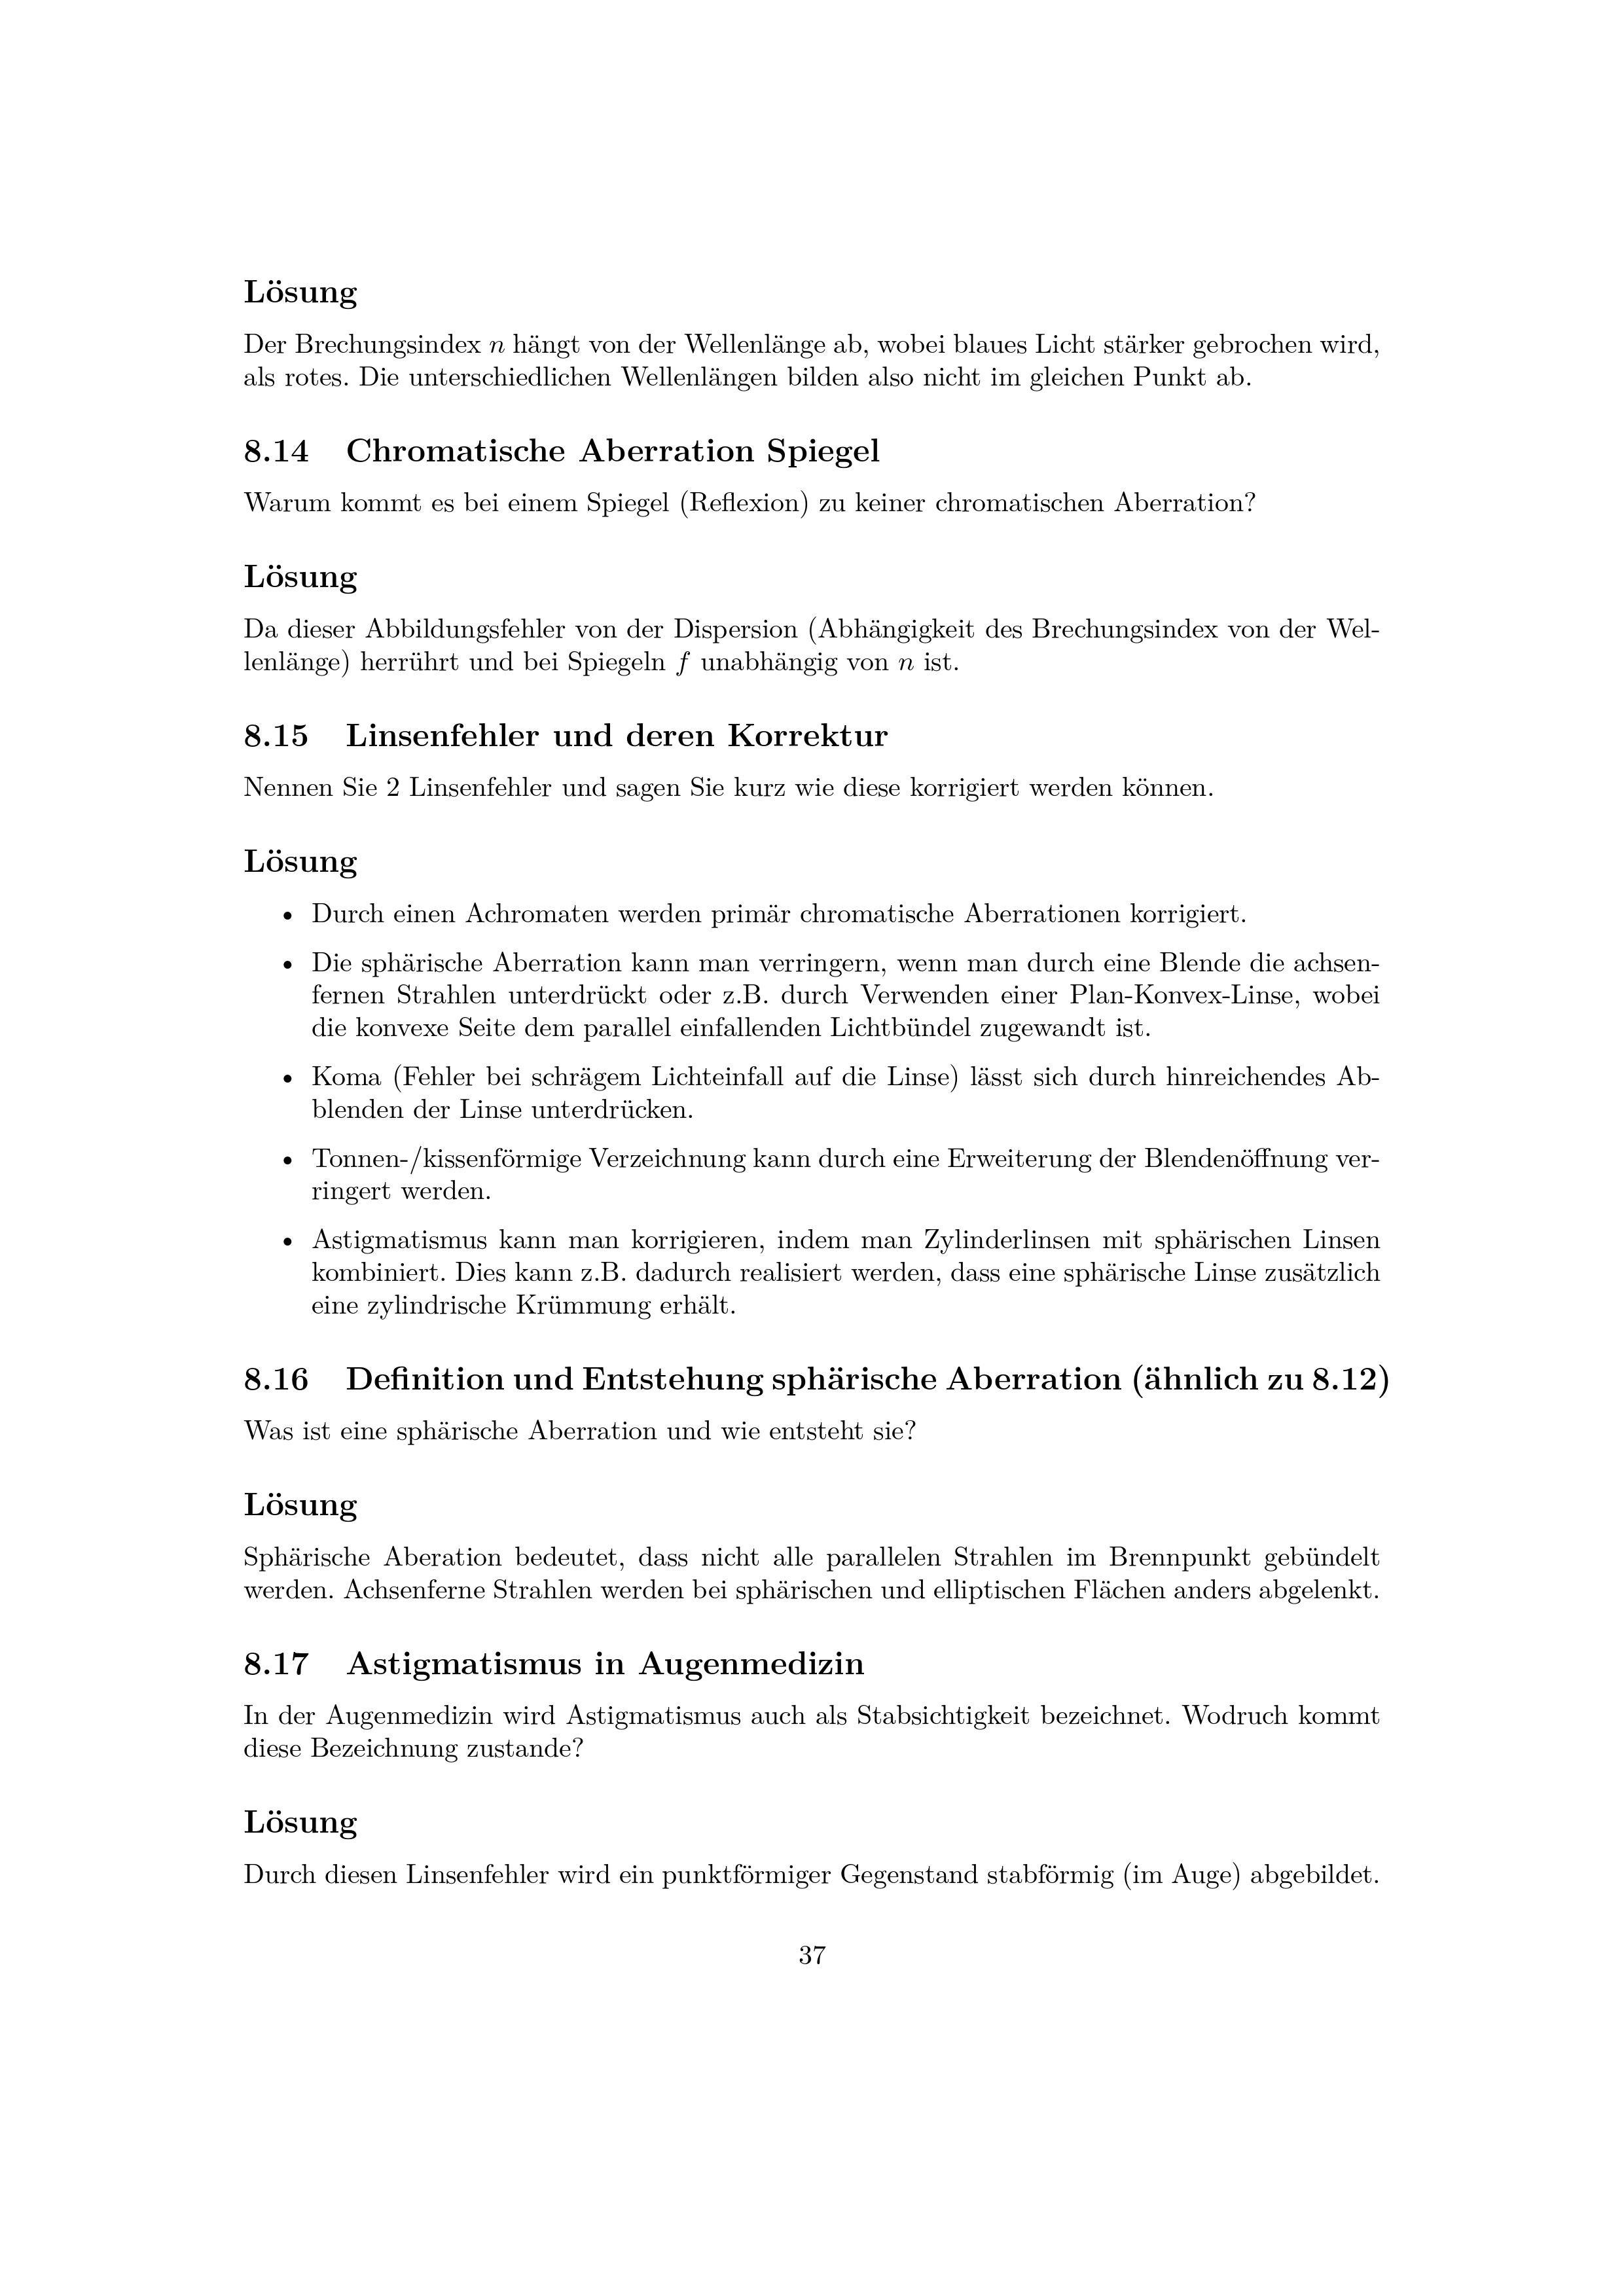 Lösung
Der Brechungsindex n hängt von der Wellenlänge ab, wobei blaues Licht stärker gebrochen wird,
als rotes. Die unterschiedlichen Wellenlängen bilden also nicht im gleichen Punkt ab.
8.14 Chromatische Aberration Spiegel
Warum kommt es bei einem Spiegel (Reflexion) zu keiner chromatischen Aberration?
Lösung
Da dieser Abbildungsfehler von der Dispersion (Abhängigkeit des Brechungsindex von der Wel-
lenlänge) herrührt und bei Spiegeln f unabhängig von n ist.
8.15 Linsenfehler und deren Korrektur
Nennen Sie 2 Linsenfehler und sagen Sie kurz wie diese korrigiert werden können.
Lösung
• Durch einen Achromaten werden primär chromatische Aberrationen korrigiert.
• Die sphärische Aberration kann man verringern, wenn man durch eine Blende die achsen-
fernen Strahlen unterdrückt oder z.B. durch Verwenden einer Plan-Konvex-Linse, wobei
die konvexe Seite dem parallel einfallenden Lichtbündel zugewandt ist.
• Koma (Fehler bei schrägem Lichteinfall auf die Linse) lässt sich durch hinreichendes Ab-
blenden der Linse unterdrücken.
• Tonnen-/kissenförmige Verzeichnung kann durch eine Erweiterung der Blendenöffnung ver-
ringert werden.
• Astigmatismus kann man korrigieren, indem man Zylinderlinsen mit sphärischen Linsen
kombiniert. Dies kann z.B. dadurch realisiert werden, dass eine sphärische Linse zusätzlich
eine zylindrische Krümmung erhält.
8.16 Definition und Entstehung sphärische Aberration (ähnlich zu 8.12)
Was ist eine sphärische Aberration und wie entsteht sie?
Lösung
Sphärische Aberation bedeutet, dass nicht alle parallelen Strahlen im Brennpunkt gebündelt
werden. Achsenferne Strahlen werden bei sphärischen und elliptischen Flächen anders abgelenkt.
8.17 Astigmatismus in Augenmedizin
In der Augenmedizin wird Astigmatismus auch als Stabsichtigkeit bezeichnet. Wodruch kommt
diese Bezeichnung zustande?
Lösung
Durch diesen Linsenfehler wird ein punktförmiger Gegenstand stabförmig (im Auge) abgebildet.
37